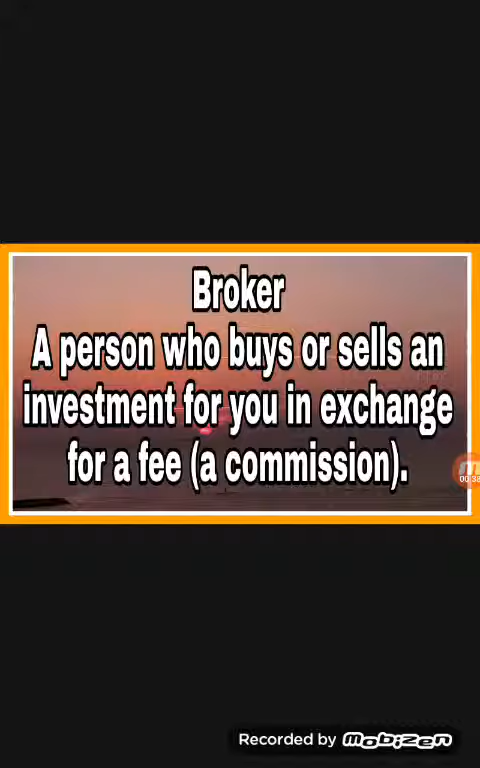 Broker
A person who buys or sells an
investment for you in exchange
for a fee (a commission).
Recorded by Mobizen